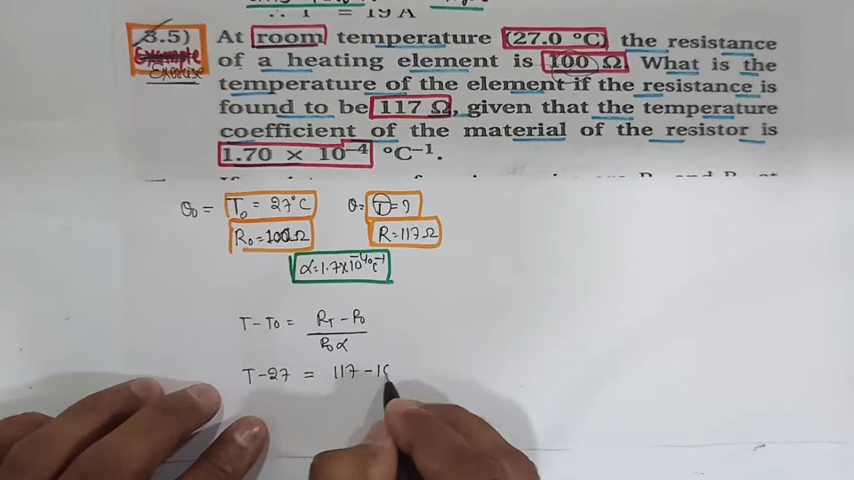 ∴ I = 19 A
3.5) At room temperature (27.0 °C) the resistance
Exercise of a heating element is 100 Ω. What is the
temperature of the element if the resistance is
found to be 117 Ω, given that the temperature
coefficient of the material of the resistor is
1.70 × 10⁻⁴ °C⁻¹.
θ₀ = T₀ = 27°C θ = T = ?
R₀ = 100Ω R = 117Ω
α = 1.7×10⁻⁴ °C⁻¹
T - T₀ = R_T - R₀
R₀α
T - 27 = 117 - 10